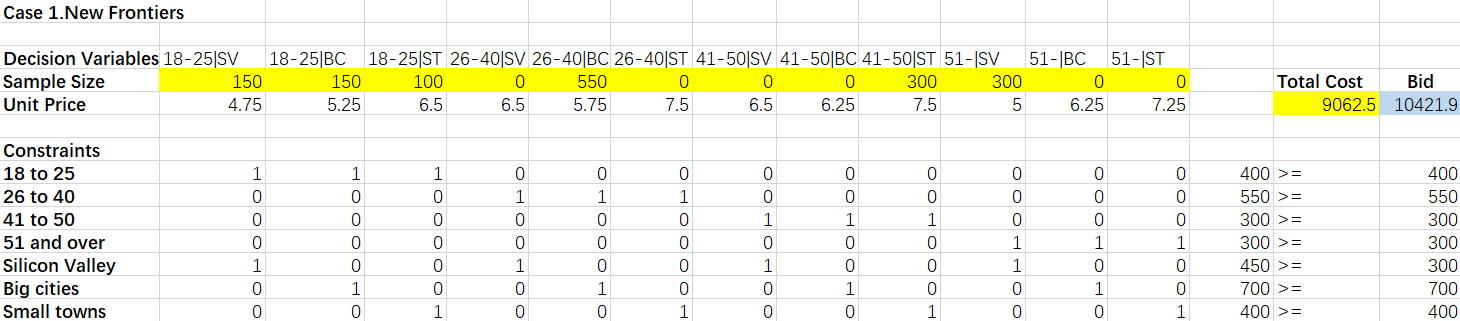 Case 1.New Frontiers
Decision Variables 18-25|SV 18-25|BC 18-25|ST 26-40|SV 26-40|BC 26-40|ST 41-50|SV 41-50|BC 41-50|ST 51-|SV 51-|BC 51-|ST
Sample Size 150 150 100 0 550 0 0 0 300 300 0 0 Total Cost Bid
Unit Price 4.75 5.25 6.5 6.5 5.75 7.5 6.5 6.25 7.5 5 6.25 7.25 9062.5 10421.9
Constraints
18 to 25 1 1 1 0 0 0 0 0 0 0 0 0 400 >= 400
26 to 40 0 0 0 1 1 1 0 0 0 0 0 0 550 >= 550
41 to 50 0 0 0 0 0 0 1 1 1 0 0 0 300 >= 300
51 and over 0 0 0 0 0 0 0 0 0 1 1 1 300 >= 300
Silicon Valley 1 0 0 1 0 0 1 0 0 1 0 0 450 >= 300
Big cities 0 1 0 0 1 0 0 1 0 0 1 0 700 >= 700
Small towns 0 0 1 0 0 1 0 0 1 0 0 1 400 >= 400